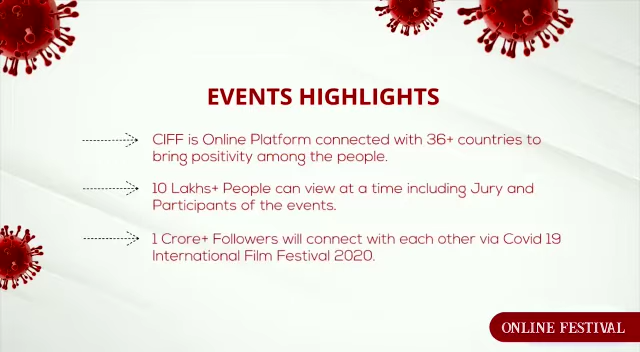 EVENTS HIGHLIGHTS
CIFF is Online Platform connected with 36+ countries to
bring positivity among the people.
10 Lakhs+ People can view at a time including Jury and
Participants of the events.
1 Crore+ Followers will connect with each other via Covid 19
International Film Festival 2020.
ONLINE FESTIVAL